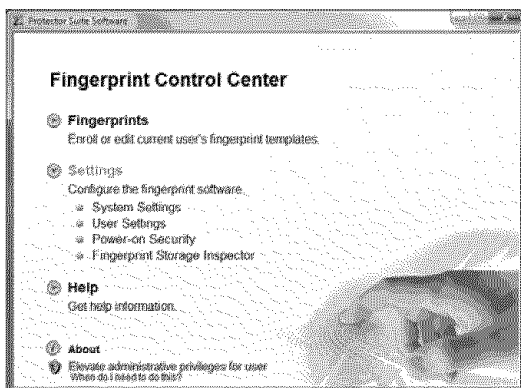 Protector Suite Software
Fingerprint Control Center
Fingerprints
Enroll or edit current user's fingerprint templates.
Settings
Configure the fingerprint software.
System Settings
User Settings
Power-on Security
Fingerprint Storage Inspector
Help
Get help information.
About
Elevate administrative privileges for user
When do I need to do this?